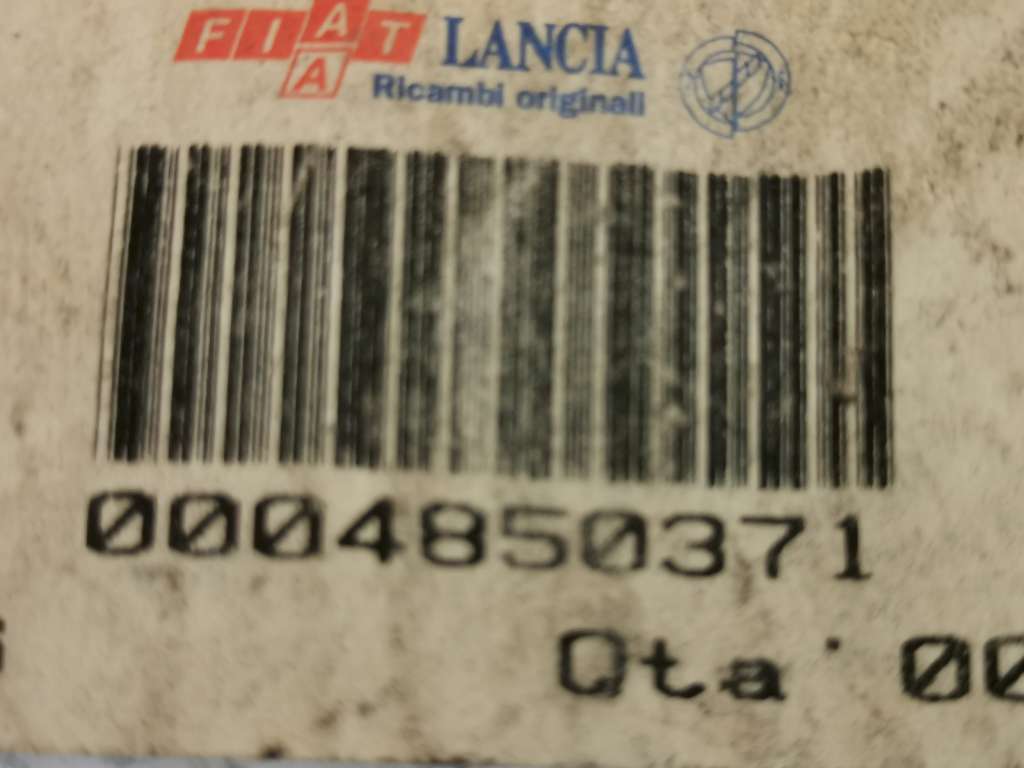 FIAT LANCIA
Ricambi originali
0004850371
Qta 00